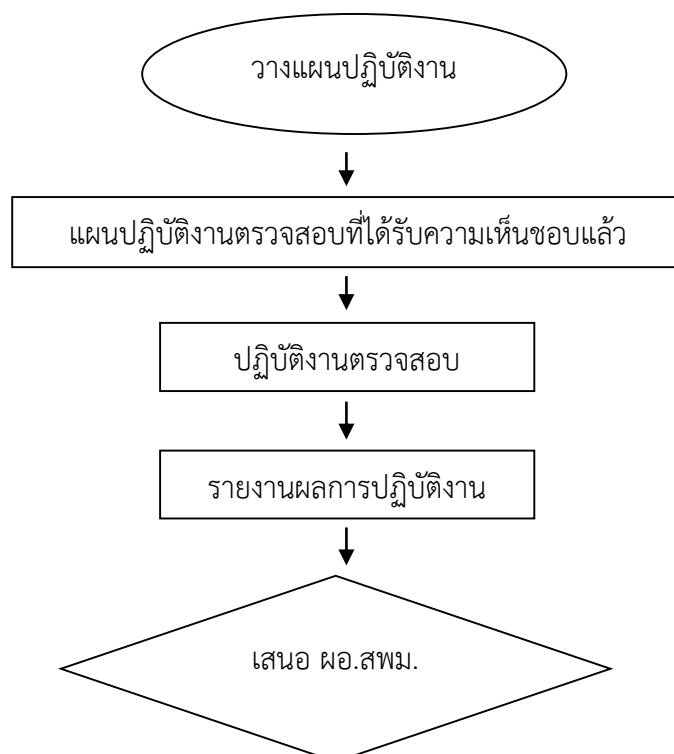 วางแผนปฏิบัติงาน
แผนปฏิบัติงานตรวจสอบที่ได้รับความเห็นชอบแล้ว
ปฏิบัติงานตรวจสอบ
รายงานผลการปฏิบัติงาน
เสนอ ผอ.สพม.